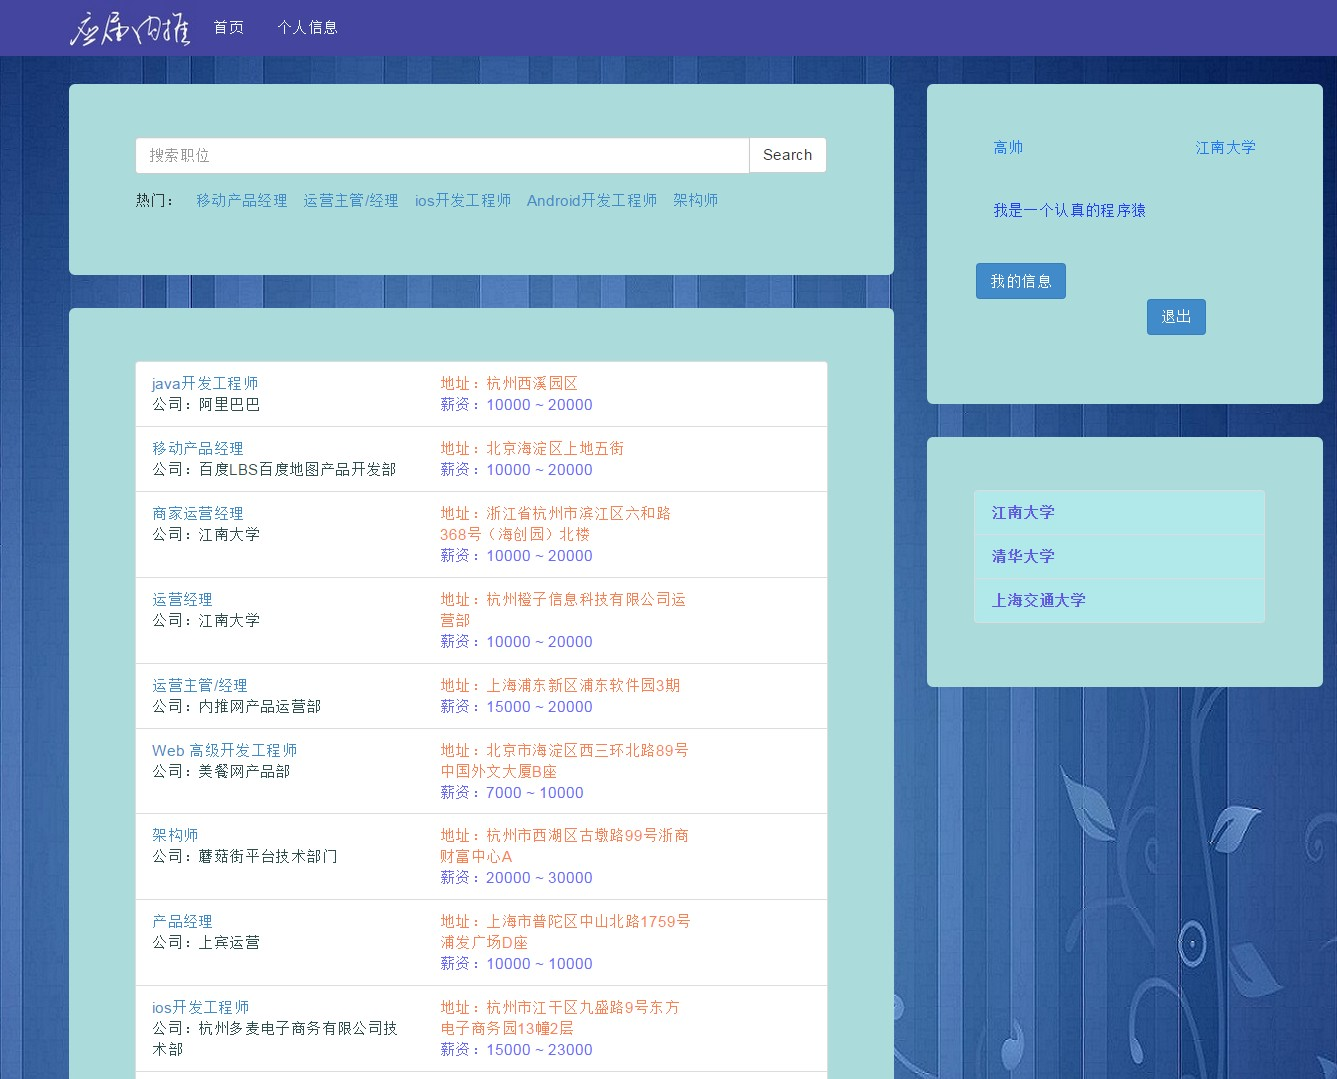 应届内推 首页 个人信息
搜索职位 Search
热门： 移动产品经理 运营主管/经理 ios开发工程师 Android开发工程师 架构师
java开发工程师
公司：阿里巴巴
地址：杭州西溪园区
薪资：10000 ~ 20000
移动产品经理
公司：百度LBS百度地图产品开发部
地址：北京海淀区上地五街
薪资：10000 ~ 20000
商家运营经理
公司：江南大学
地址：浙江省杭州市滨江区六和路
368号（海创园）北楼
薪资：10000 ~ 20000
运营经理
公司：江南大学
地址：杭州橙子信息科技有限公司运
营部
薪资：10000 ~ 20000
运营主管/经理
公司：内推网产品运营部
地址：上海浦东新区浦东软件园3期
薪资：15000 ~ 20000
Web 高级开发工程师
公司：美餐网产品部
地址：北京市海淀区西三环北路89号
中国外文大厦B座
薪资：7000 ~ 10000
架构师
公司：蘑菇街平台技术部门
地址：杭州市西湖区古墩路99号浙商
财富中心A
薪资：20000 ~ 30000
产品经理
公司：上宾运营
地址：上海市普陀区中山北路1759号
浦发广场D座
薪资：10000 ~ 10000
ios开发工程师
公司：杭州多麦电子商务有限公司技
术部
地址：杭州市江干区九盛路9号东方
电子商务园13幢2层
薪资：15000 ~ 23000
高帅 江南大学
我是一个认真的程序猿
我的信息
退出
江南大学
清华大学
上海交通大学